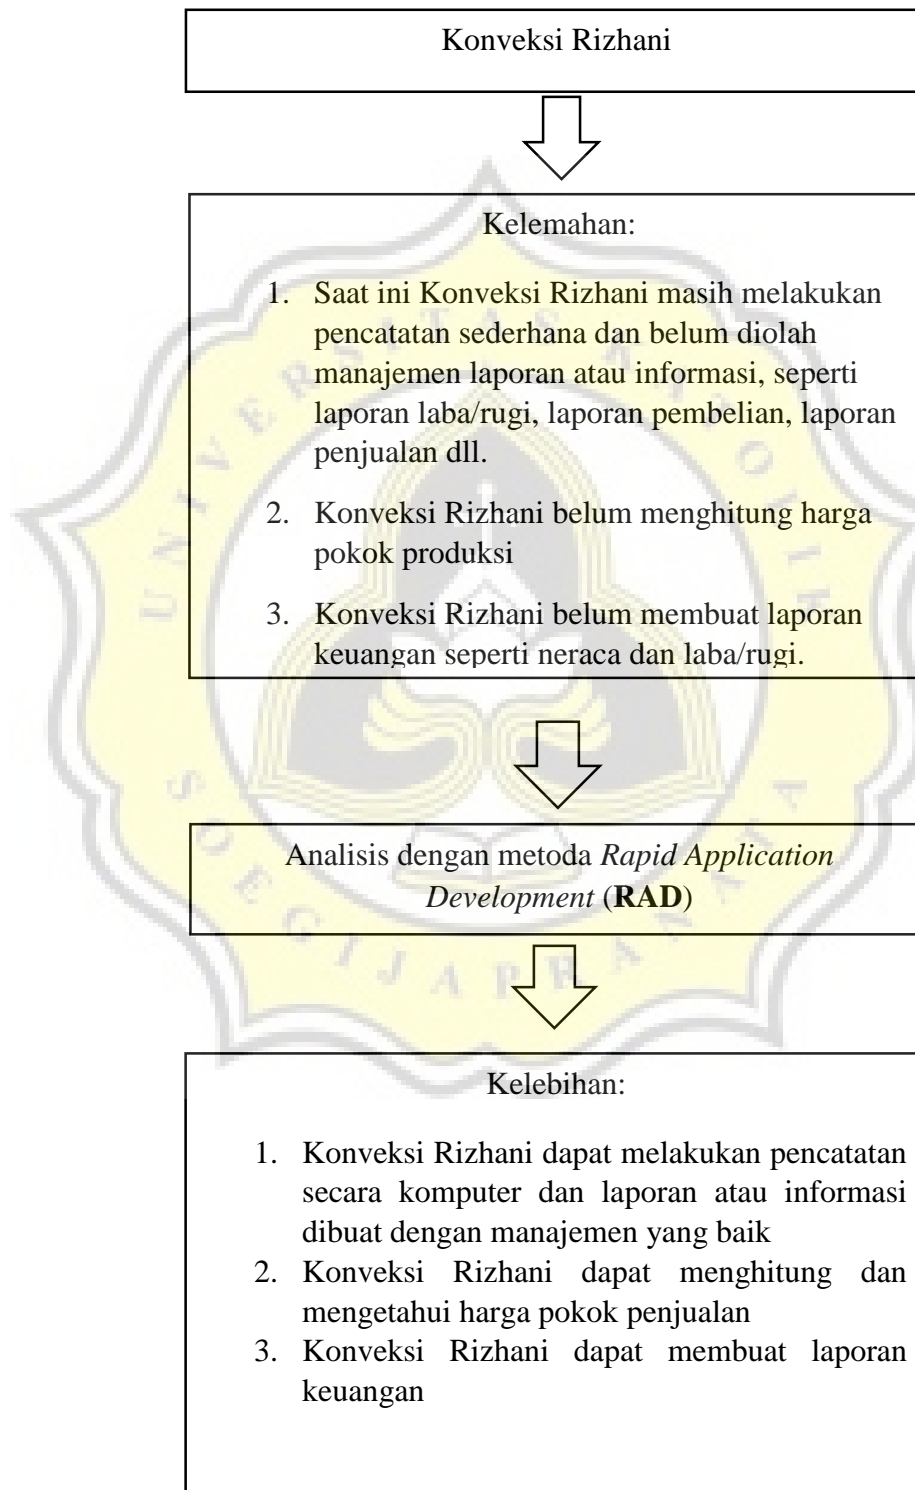 Konveksi Rizhani
Kelemahan:
1. Saat ini Konveksi Rizhani masih melakukan
pencatatan sederhana dan belum diolah
manajemen laporan atau informasi, seperti
laporan laba/rugi, laporan pembelian, laporan
penjualan dll.
2. Konveksi Rizhani belum menghitung harga
pokok produksi
3. Konveksi Rizhani belum membuat laporan
keuangan seperti neraca dan laba/rugi.
Analisis dengan metoda Rapid Application
Development (RAD)
Kelebihan:
1. Konveksi Rizhani dapat melakukan pencatatan
secara komputer dan laporan atau informasi
dibuat dengan manajemen yang baik
2. Konveksi Rizhani dapat menghitung dan
mengetahui harga pokok penjualan
3. Konveksi Rizhani dapat membuat laporan
keuangan
UNIVERSITAS KATOLIK
SOEGIJAPRANATA